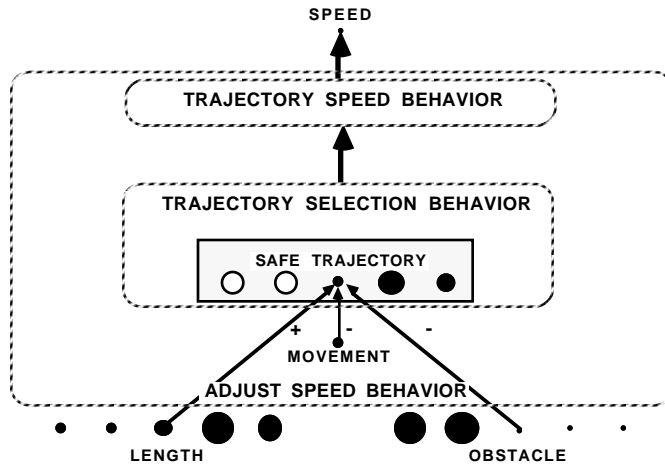 SPEED
TRAJECTORY SPEED BEHAVIOR
TRAJECTORY SELECTION BEHAVIOR
SAFE TRAJECTORY
+ - -
MOVEMENT
ADJUST SPEED BEHAVIOR
LENGTH OBSTACLE